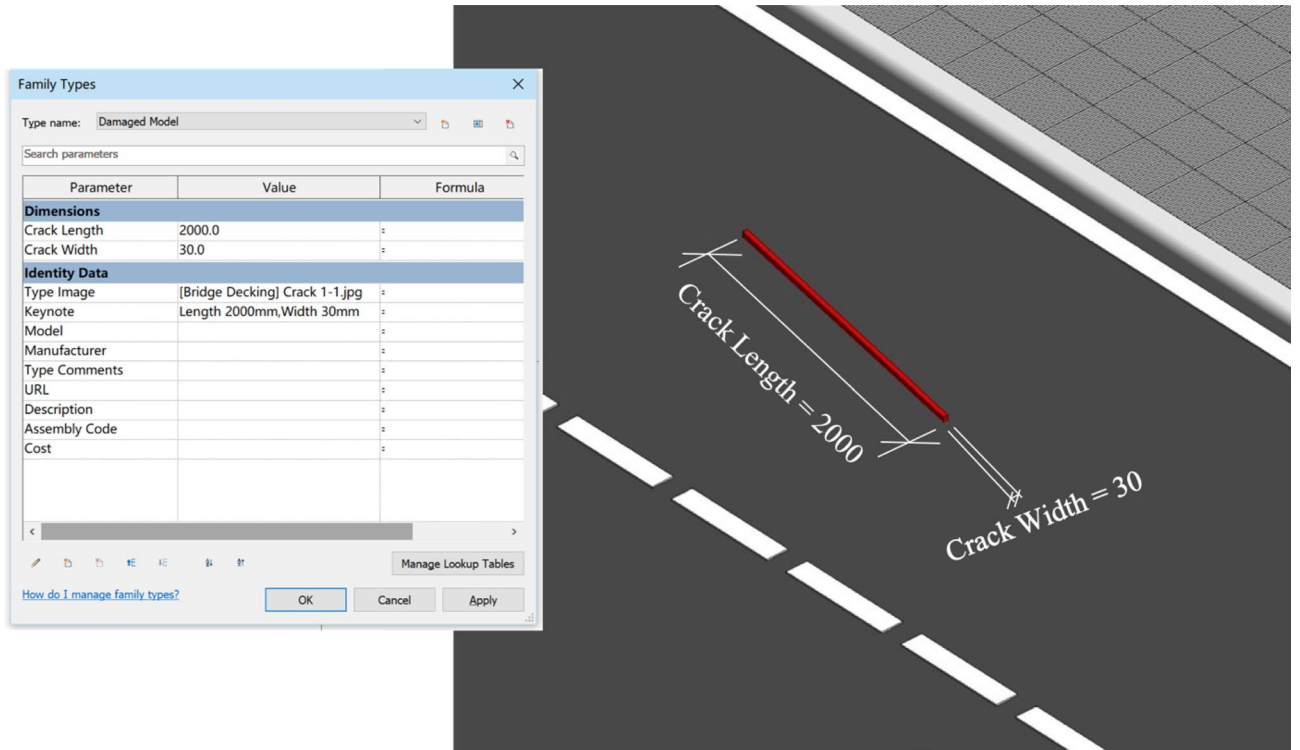 Family Types
Type name: Damaged Model
Search parameters
Parameter Value Formula
Dimensions
Crack Length 2000.0 =
Crack Width 30.0 =
Identity Data
Type Image [Bridge Decking] Crack 1-1.jpg =
Keynote Length 2000mm,Width 30mm =
Model =
Manufacturer =
Type Comments =
URL =
Description =
Assembly Code =
Cost =
Manage Lookup Tables
How do I manage family types?
OK Cancel Apply
Crack Length = 2000
Crack Width = 30